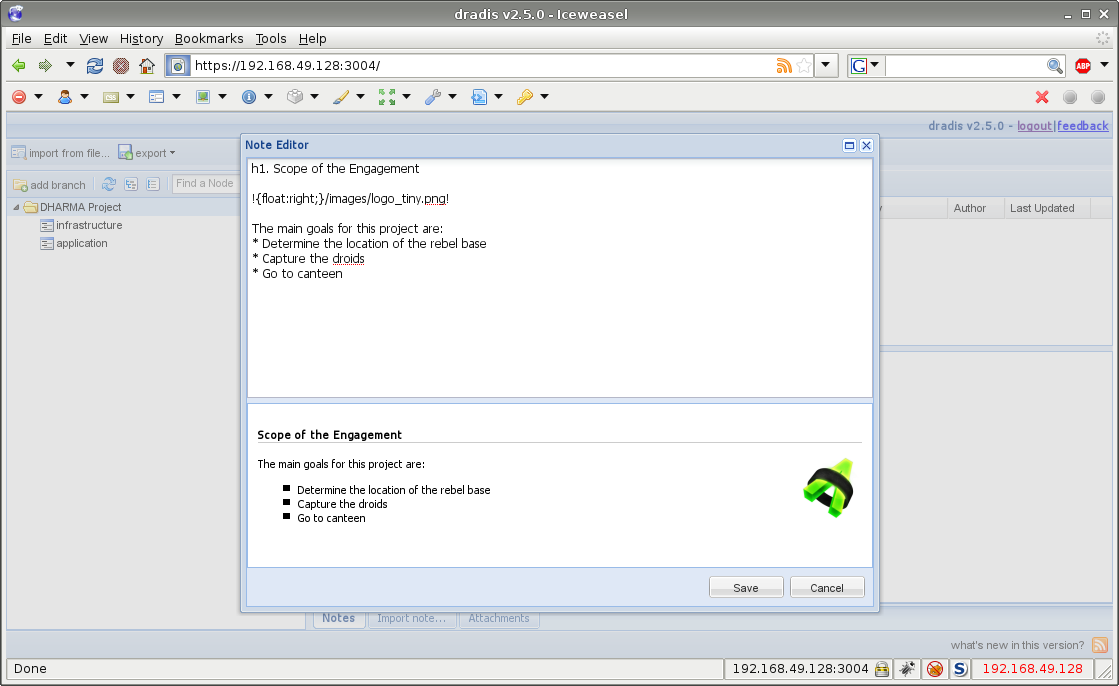 dradis v2.5.0 - Iceweasel
File Edit View History Bookmarks Tools Help
https://192.168.49.128:3004/
G
ABP
dradis v2.5.0 - logout|feedback
import from file... export
add branch Find a Node
DHARMA Project
infrastructure
application
Author Last Updated
Note Editor
h1. Scope of the Engagement
!{float:right;}/images/logo_tiny.png!
The main goals for this project are:
* Determine the location of the rebel base
* Capture the droids
* Go to canteen
Scope of the Engagement
The main goals for this project are:
Determine the location of the rebel base
Capture the droids
Go to canteen
Save Cancel
Notes Import note... Attachments
what's new in this version?
Done 192.168.49.128:3004 S 192.168.49.128